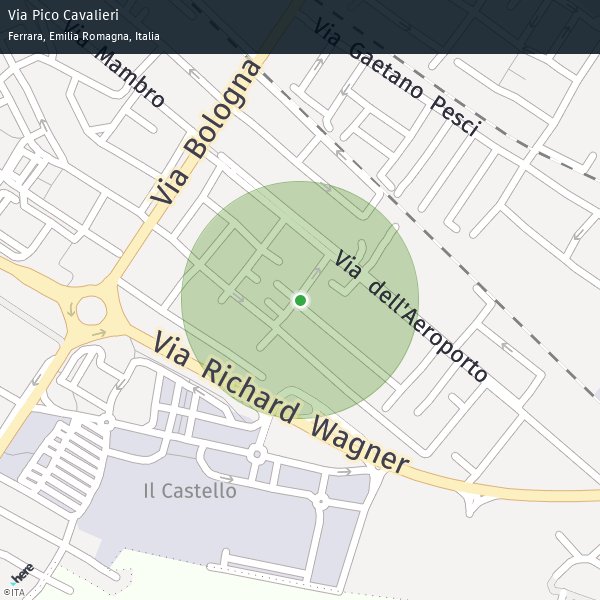 Via Pico Cavalieri
Ferrara, Emilia Romagna, Italia
Via Mambro
Via Gaetano Pesci
Via Bologna
Via dell'Aeroporto
Via Richard Wagner
Il Castello
here
©ITA